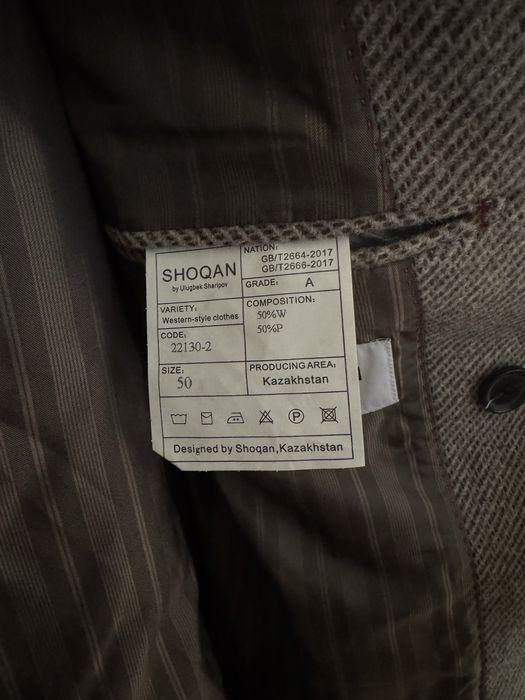 SHOQAN
by Ulugbek Sharipov
NATION:
GB/T2664-2017
GB/T2666-2017
GRADE: A
VARIETY:
Western-style clothes
COMPOSITION:
50%W
50%P
CODE:
22130-2
SIZE:
50
PRODUCING AREA:
Kazakhstan
P
Designed by Shoqan,Kazakhstan